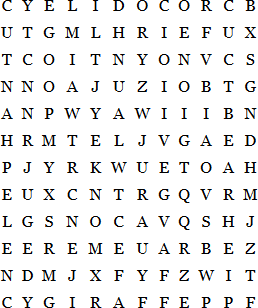 C Y E L I D O C O R C B
U T G M L H R I E F U X
T C O I T N Y O N V C S
N N O A J U Z I O B T G
A N P W Y A W I I I B N
H R M T E L J V G A E D
P J Y R K W U E T O A H
E U X C N T R G Q V R M
L G S N O C A V Q S H J
E E R E M E U A R B E Z
N D M J X F Y F Z W I T
C Y G I R A F F E P P F